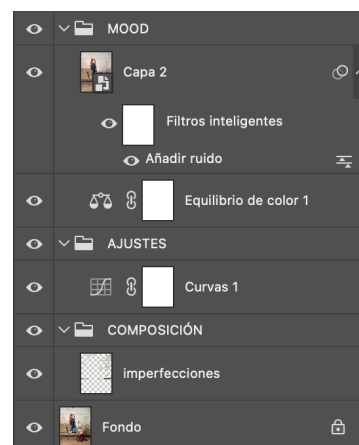 MOOD
Capa 2
Filtros inteligentes
Añadir ruido
Equilibrio de color 1
AJUSTES
Curvas 1
COMPOSICIÓN
imperfecciones
Fondo